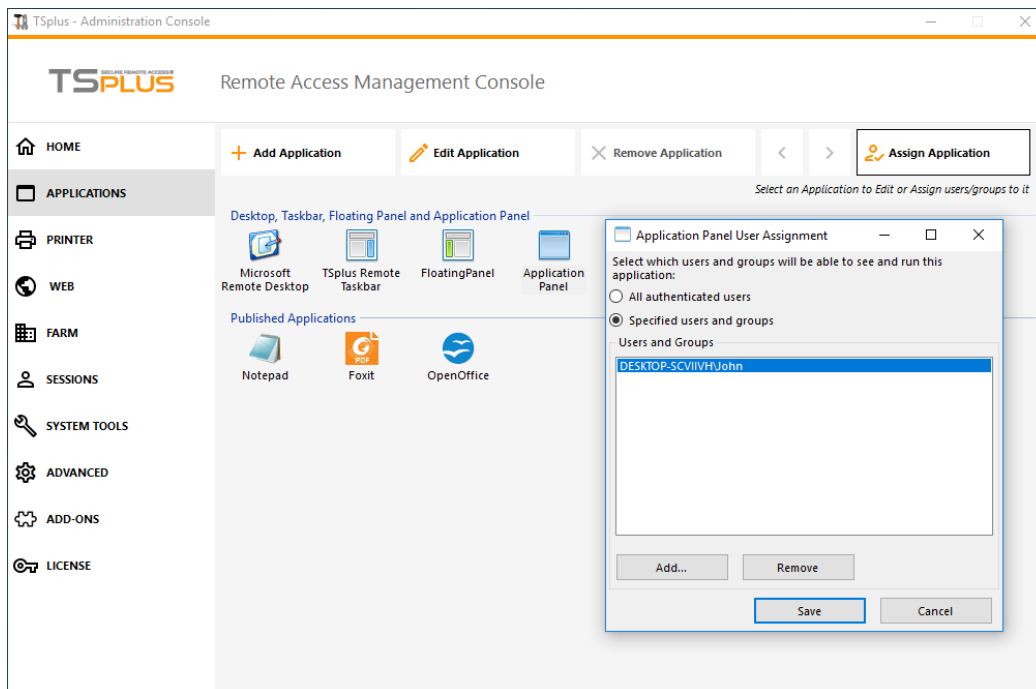 TSplus - Administration Console
TSPLUS
SECURE REMOTE ACCESS
Remote Access Management Console
HOME
APPLICATIONS
PRINTER
WEB
FARM
SESSIONS
SYSTEM TOOLS
ADVANCED
ADD-ONS
LICENSE
Add Application
Edit Application
Remove Application
Assign Application
Select an Application to Edit or Assign users/groups to it
Desktop, Taskbar, Floating Panel and Application Panel
Microsoft
Remote Desktop
TSplus Remote
Taskbar
FloatingPanel
Application
Panel
Published Applications
Notepad
PDF
Foxit
OpenOffice
Application Panel User Assignment
Select which users and groups will be able to see and run this
application:
All authenticated users
Specified users and groups
Users and Groups
DESKTOP-SCVIIVH\John
Add...
Remove
Save
Cancel